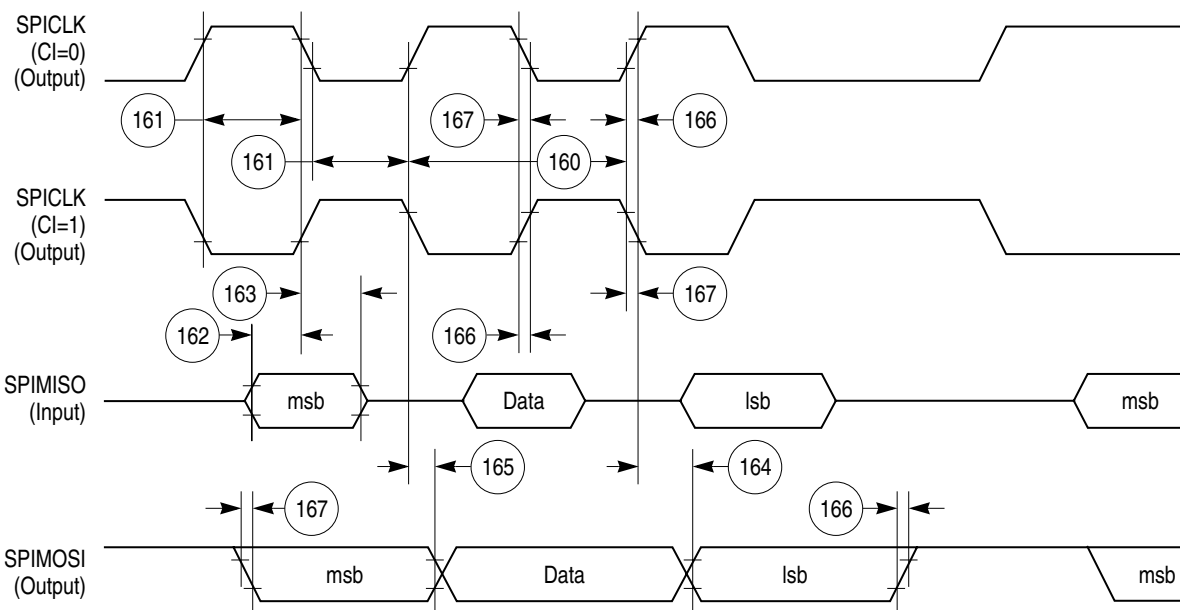 SPICLK
(CI=0)
(Output)
161
167
166
161
160
SPICLK
(CI=1)
(Output)
163
167
162
166
SPIMISO
(Input)
msb
Data
lsb
msb
165
164
167
166
SPIMOSI
(Output)
msb
Data
lsb
msb